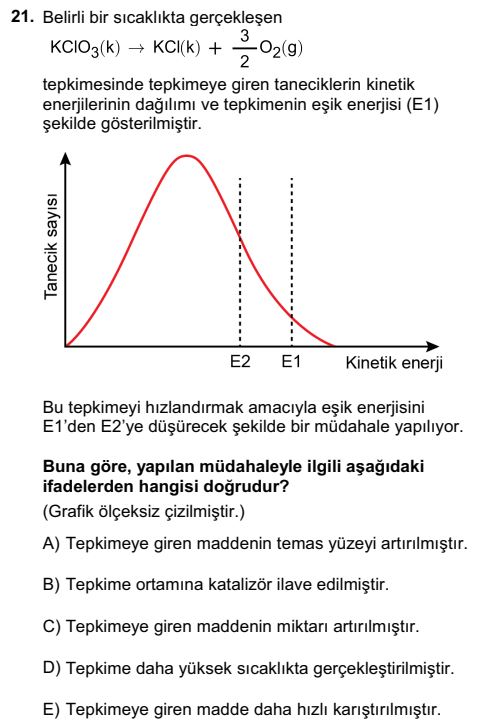 21. Belirli bir sıcaklıkta gerçekleşen
KClO₃(k) → KCl(k) + 3/2 O₂(g)
tepkimesinde tepkimeye giren taneciklerin kinetik
enerjilerinin dağılımı ve tepkimenin eşik enerjisi (E1)
şekilde gösterilmiştir.
Tanecik sayısı
E2 E1 Kinetik enerji
Bu tepkimeyi hızlandırmak amacıyla eşik enerjisini
E1'den E2'ye düşürecek şekilde bir müdahale yapılıyor.
Buna göre, yapılan müdahaleyle ilgili aşağıdaki
ifadelerden hangisi doğrudur?
(Grafik ölçeksiz çizilmiştir.)
A) Tepkimeye giren maddenin temas yüzeyi artırılmıştır.
B) Tepkime ortamına katalizör ilave edilmiştir.
C) Tepkimeye giren maddenin miktarı artırılmıştır.
D) Tepkime daha yüksek sıcaklıkta gerçekleştirilmiştir.
E) Tepkimeye giren madde daha hızlı karıştırılmıştır.